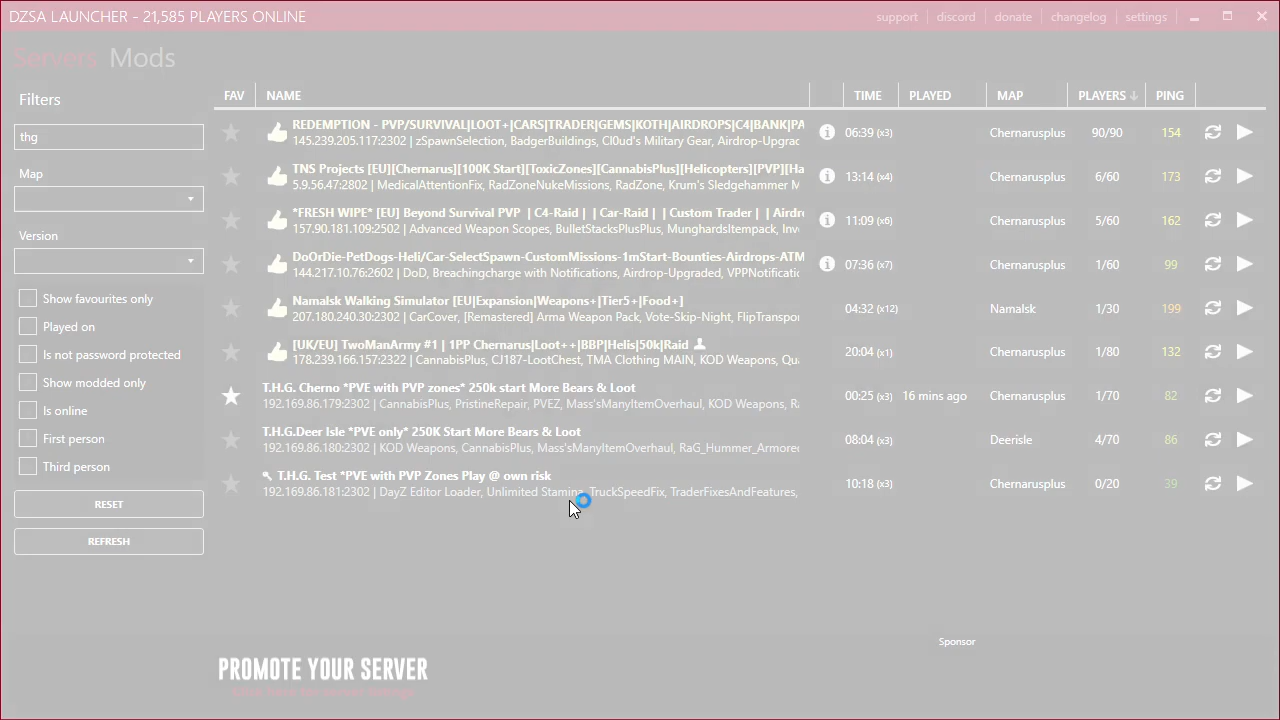 DZSA LAUNCHER - 21,585 PLAYERS ONLINE
support discord donate changelog settings
Servers Mods
Filters
thg
Map
Version
Show favourites only
Played on
Is not password protected
Show modded only
Is online
First person
Third person
RESET
REFRESH
FAV NAME TIME PLAYED MAP PLAYERS PING
REDEMPTION - PVP/SURVIVAL|LOOT+|CARS|TRADER|GEMS|KOTH|AIRDROPS|C4|BANK|PA
145.239.205.117:2302 | zSpawnSelection, BadgerBuildings, Cl0ud's Military Gear, Airdrop-Upgrad
06:39 (x3) Chernarusplus 90/90 154
TNS Projects [EU][Chernarus][100K Start][ToxicZones][CannabisPlus][Helicopters][PVP][Ha
5.9.56.47:2802 | MedicalAttentionFix, RadZoneNukeMissions, RadZone, Krum's Sledgehammer M
13:14 (x4) Chernarusplus 6/60 173
*FRESH WIPE* [EU] Beyond Survival PVP | C4-Raid | | Car-Raid | | Custom Trader | | Airdr
157.90.181.109:2502 | Advanced Weapon Scopes, BulletStacksPlusPlus, MunghardsItempack, Inv
11:09 (x6) Chernarusplus 5/60 162
DoOrDie-PetDogs-Heli/Car-SelectSpawn-CustomMissions-1mStart-Bounties-Airdrops-ATM
144.217.10.76:2602 | DoD, Breachingcharge with Notifications, Airdrop-Upgraded, VPPNotificatio
07:36 (x7) Chernarusplus 1/60 99
Namalsk Walking Simulator [EU|Expansion|Weapons+|Tier5+|Food+]
207.180.240.30:2302 | CarCover, [Remastered] Arma Weapon Pack, Vote-Skip-Night, FlipTranspor
04:32 (x12) Namalsk 1/30 199
[UK/EU] TwoManArmy #1 | 1PP Chernarus|Loot++|BBP|Helis|50k|Raid
178.239.166.157:2322 | CannabisPlus, CJ187-LootChest, TMA Clothing MAIN, KOD Weapons, Qu
20:04 (x1) Chernarusplus 1/80 132
T.H.G. Cherno *PVE with PVP zones* 250k start More Bears & Loot
192.169.86.179:2302 | CannabisPlus, PristineRepair, PVEZ, Mass'sManyItemOverhaul, KOD Weapons, Ra
00:25 (x3) 16 mins ago Chernarusplus 1/70 82
T.H.G.Deer Isle *PVE only* 250K Start More Bears & Loot
192.169.86.180:2302 | KOD Weapons, CannabisPlus, Mass'sManyItemOverhaul, RaG_Hummer_Armored
08:04 (x3) Deerisle 4/70 86
T.H.G. Test *PVE with PVP Zones Play @ own risk
192.169.86.181:2302 | DayZ Editor Loader, Unlimited Stamina, TruckSpeedFix, TraderFixesAndFeatures,
10:18 (x3) Chernarusplus 0/20 39
Sponsor
PROMOTE YOUR SERVER